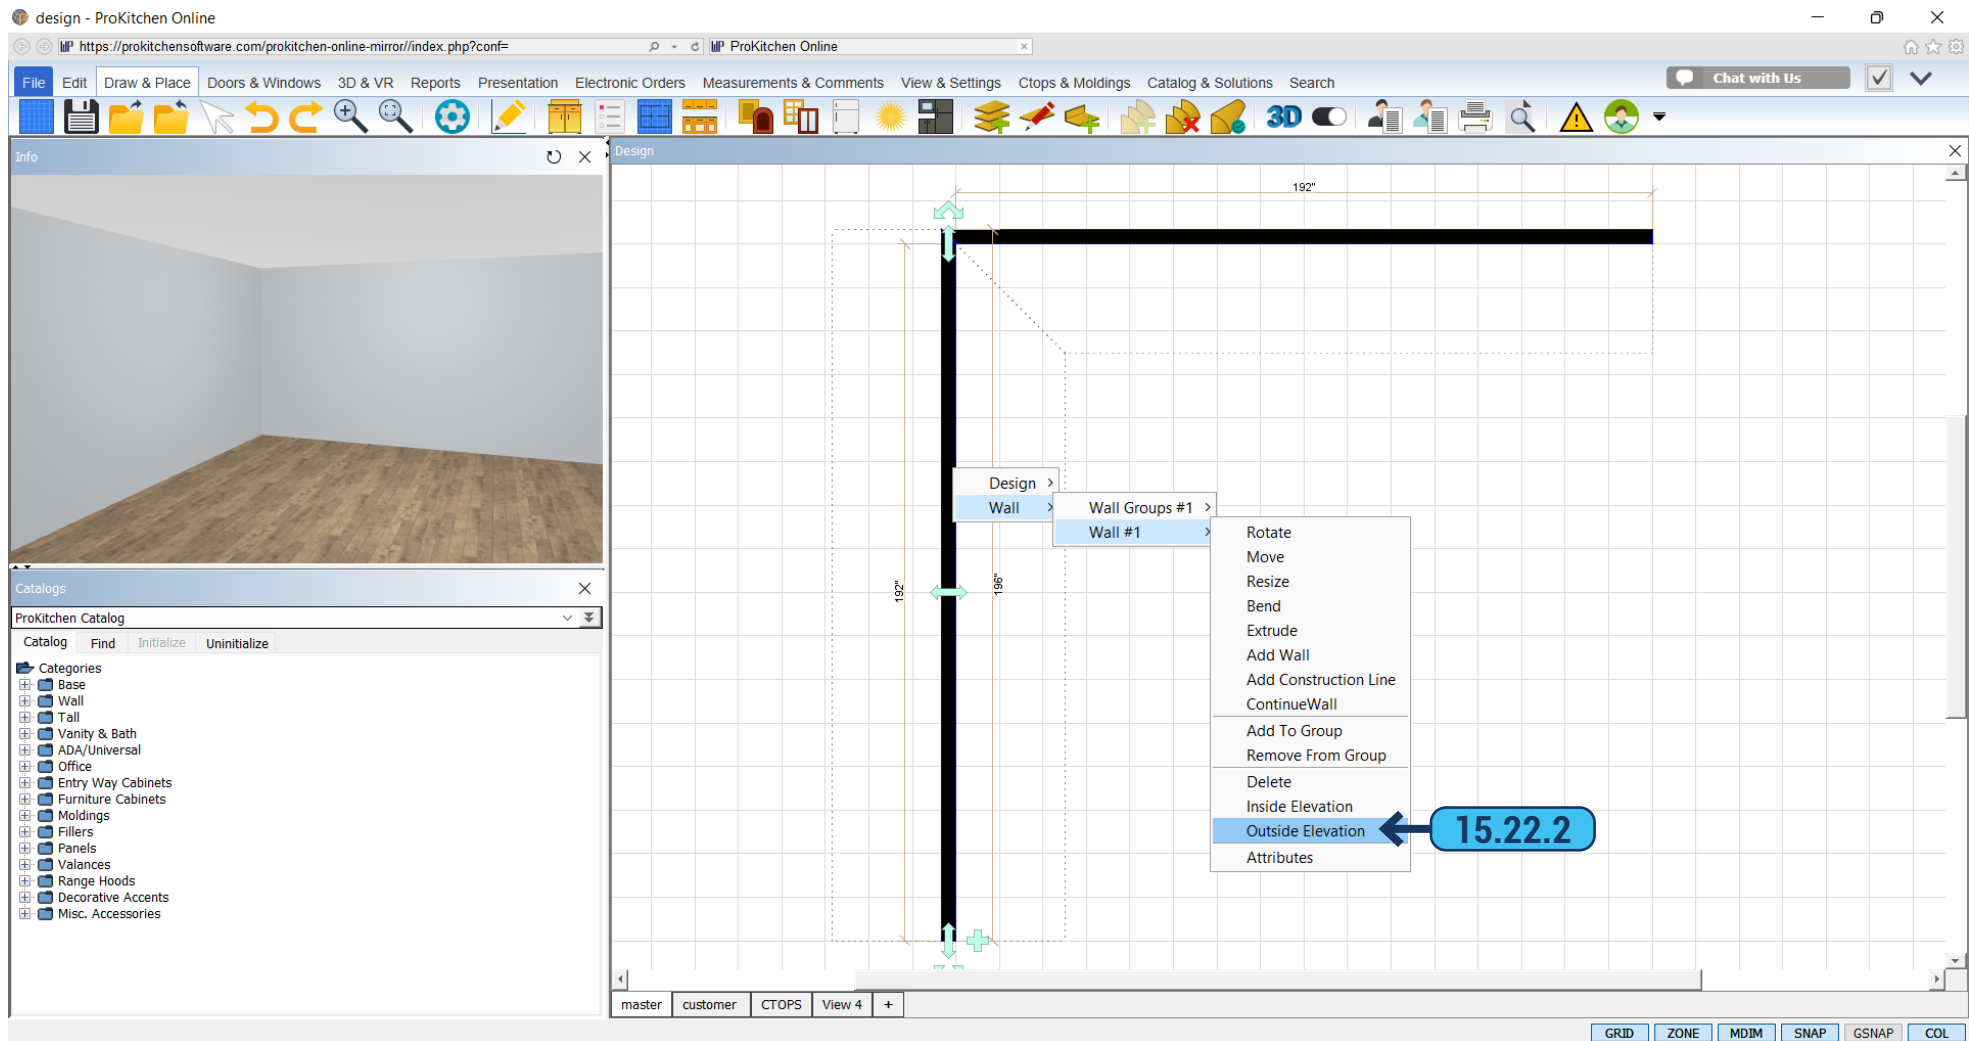 design - ProKitchen Online
https://prokitchensoftware.com/prokitchen-online-mirror//index.php?conf=
ProKitchen Online
File Edit Draw & Place Doors & Windows 3D & VR Reports Presentation Electronic Orders Measurements & Comments View & Settings Ctops & Moldings Catalog & Solutions Search
Chat with Us
3D
Info
Design
192"
192"
196"
Design
Wall
Wall Groups #1
Wall #1
Rotate
Move
Resize
Bend
Extrude
Add Wall
Add Construction Line
ContinueWall
Add To Group
Remove From Group
Delete
Inside Elevation
Outside Elevation
Attributes
15.22.2
Catalogs
ProKitchen Catalog
Catalog Find Initialize Uninitialize
Categories
Base
Wall
Tall
Vanity & Bath
ADA/Universal
Office
Entry Way Cabinets
Furniture Cabinets
Moldings
Fillers
Panels
Valances
Range Hoods
Decorative Accents
Misc. Accessories
master customer CTOPS View 4 +
GRID ZONE MDIM SNAP GSNAP COL